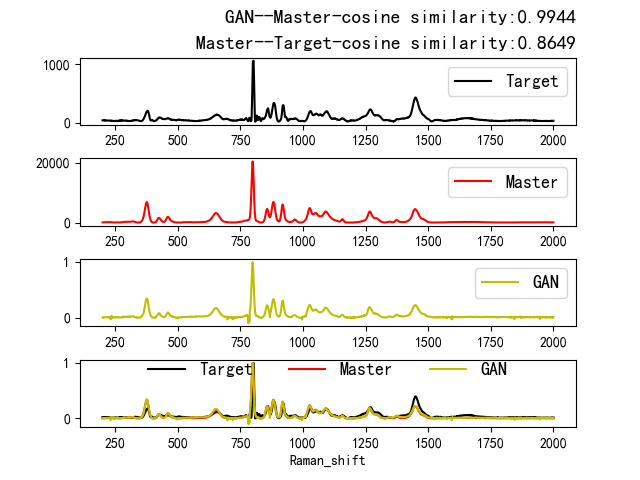 GAN--Master-cosine similarity:0.9944
Master--Target-cosine similarity:0.8649
1000
0
Target
250 500 750 1000 1250 1500 1750 2000
20000
0
Master
250 500 750 1000 1250 1500 1750 2000
1
0
GAN
250 500 750 1000 1250 1500 1750 2000
1
0
Target Master GAN
250 500 750 1000 1250 1500 1750 2000
Raman_shift